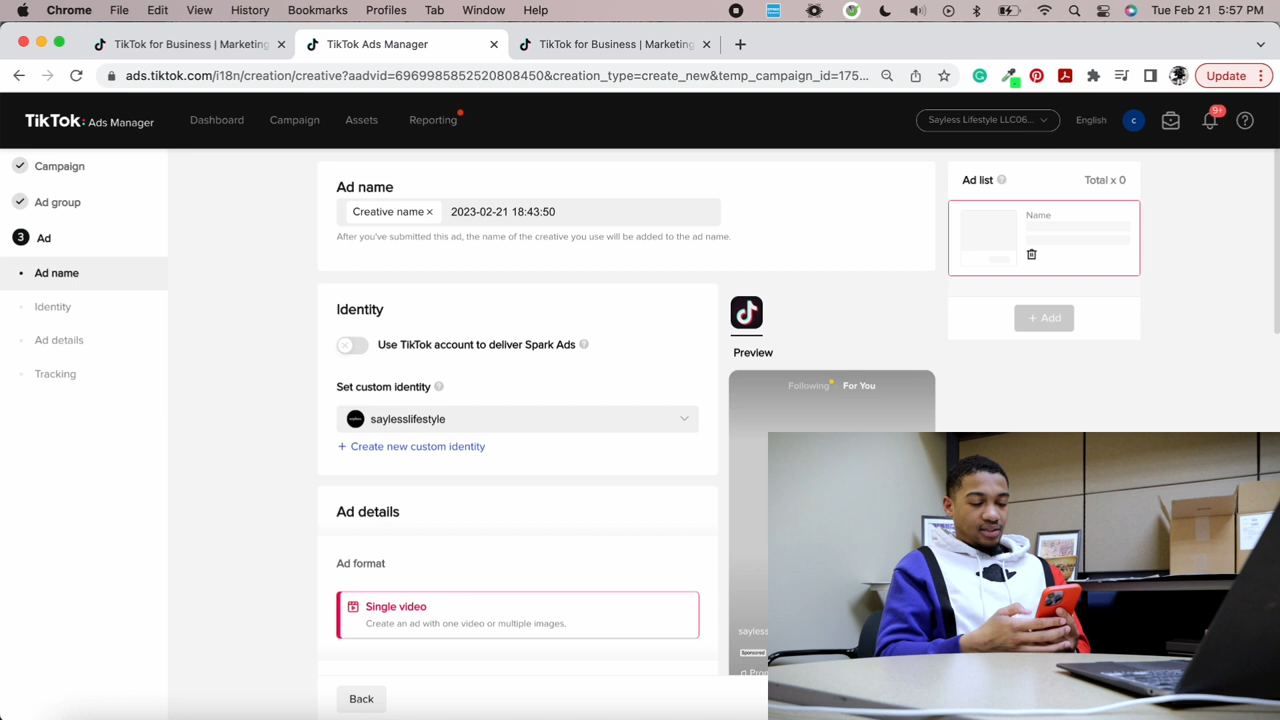 Chrome File Edit View History Bookmarks Profiles Tab Window Help Tue Feb 21 5:57 PM
TikTok for Business | Marketing TikTok Ads Manager TikTok for Business | Marketing
ads.tiktok.com/i18n/creation/creative?aadvid=6969985852520808450&creation_type=create_new&temp_campaign_id=175... Update
TikTok: Ads Manager Dashboard Campaign Assets Reporting Sayless Lifestyle LLC06... English c 9+
Campaign
Ad group
3 Ad
Ad name
Identity
Ad details
Tracking
Ad name
Creative name × 2023-02-21 18:43:50
After you've submitted this ad, the name of the creative you use will be added to the ad name.
Identity
Use TikTok account to deliver Spark Ads
Set custom identity
saylesslifestyle
+ Create new custom identity
Ad details
Ad format
Single video
Create an ad with one video or multiple images.
Back
Preview
Following For You
sayless
Sponsored
Ad list Total x 0
Name
+ Add